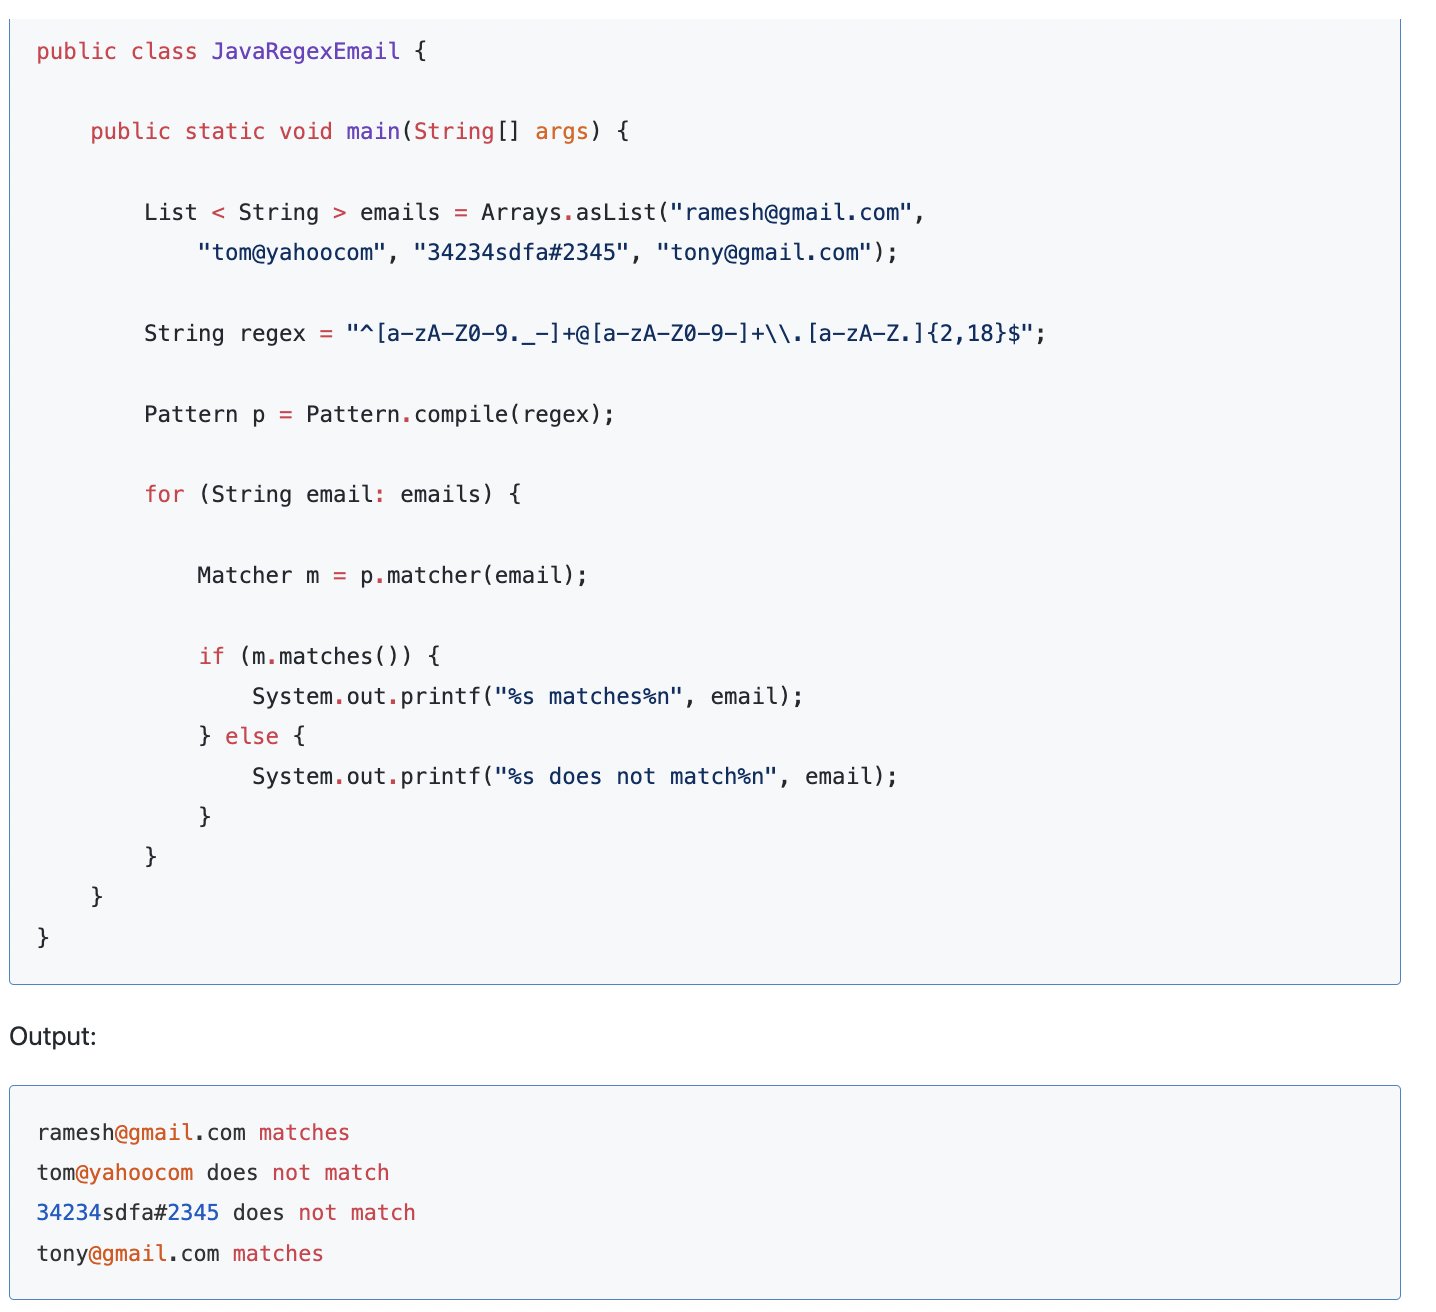 public class JavaRegexEmail {
public static void main(String[] args) {
List < String > emails = Arrays.asList("ramesh@gmail.com",
"tom@yahoocom", "34234sdfa#2345", "tony@gmail.com");
String regex = "^[a-zA-Z0-9._-]+@[a-zA-Z0-9-]+\\.[a-zA-Z.]{2,18}$";
Pattern p = Pattern.compile(regex);
for (String email: emails) {
Matcher m = p.matcher(email);
if (m.matches()) {
System.out.printf("%s matches%n", email);
} else {
System.out.printf("%s does not match%n", email);
}
}
}
}
Output:
ramesh@gmail.com matches
tom@yahoocom does not match
34234sdfa#2345 does not match
tony@gmail.com matches